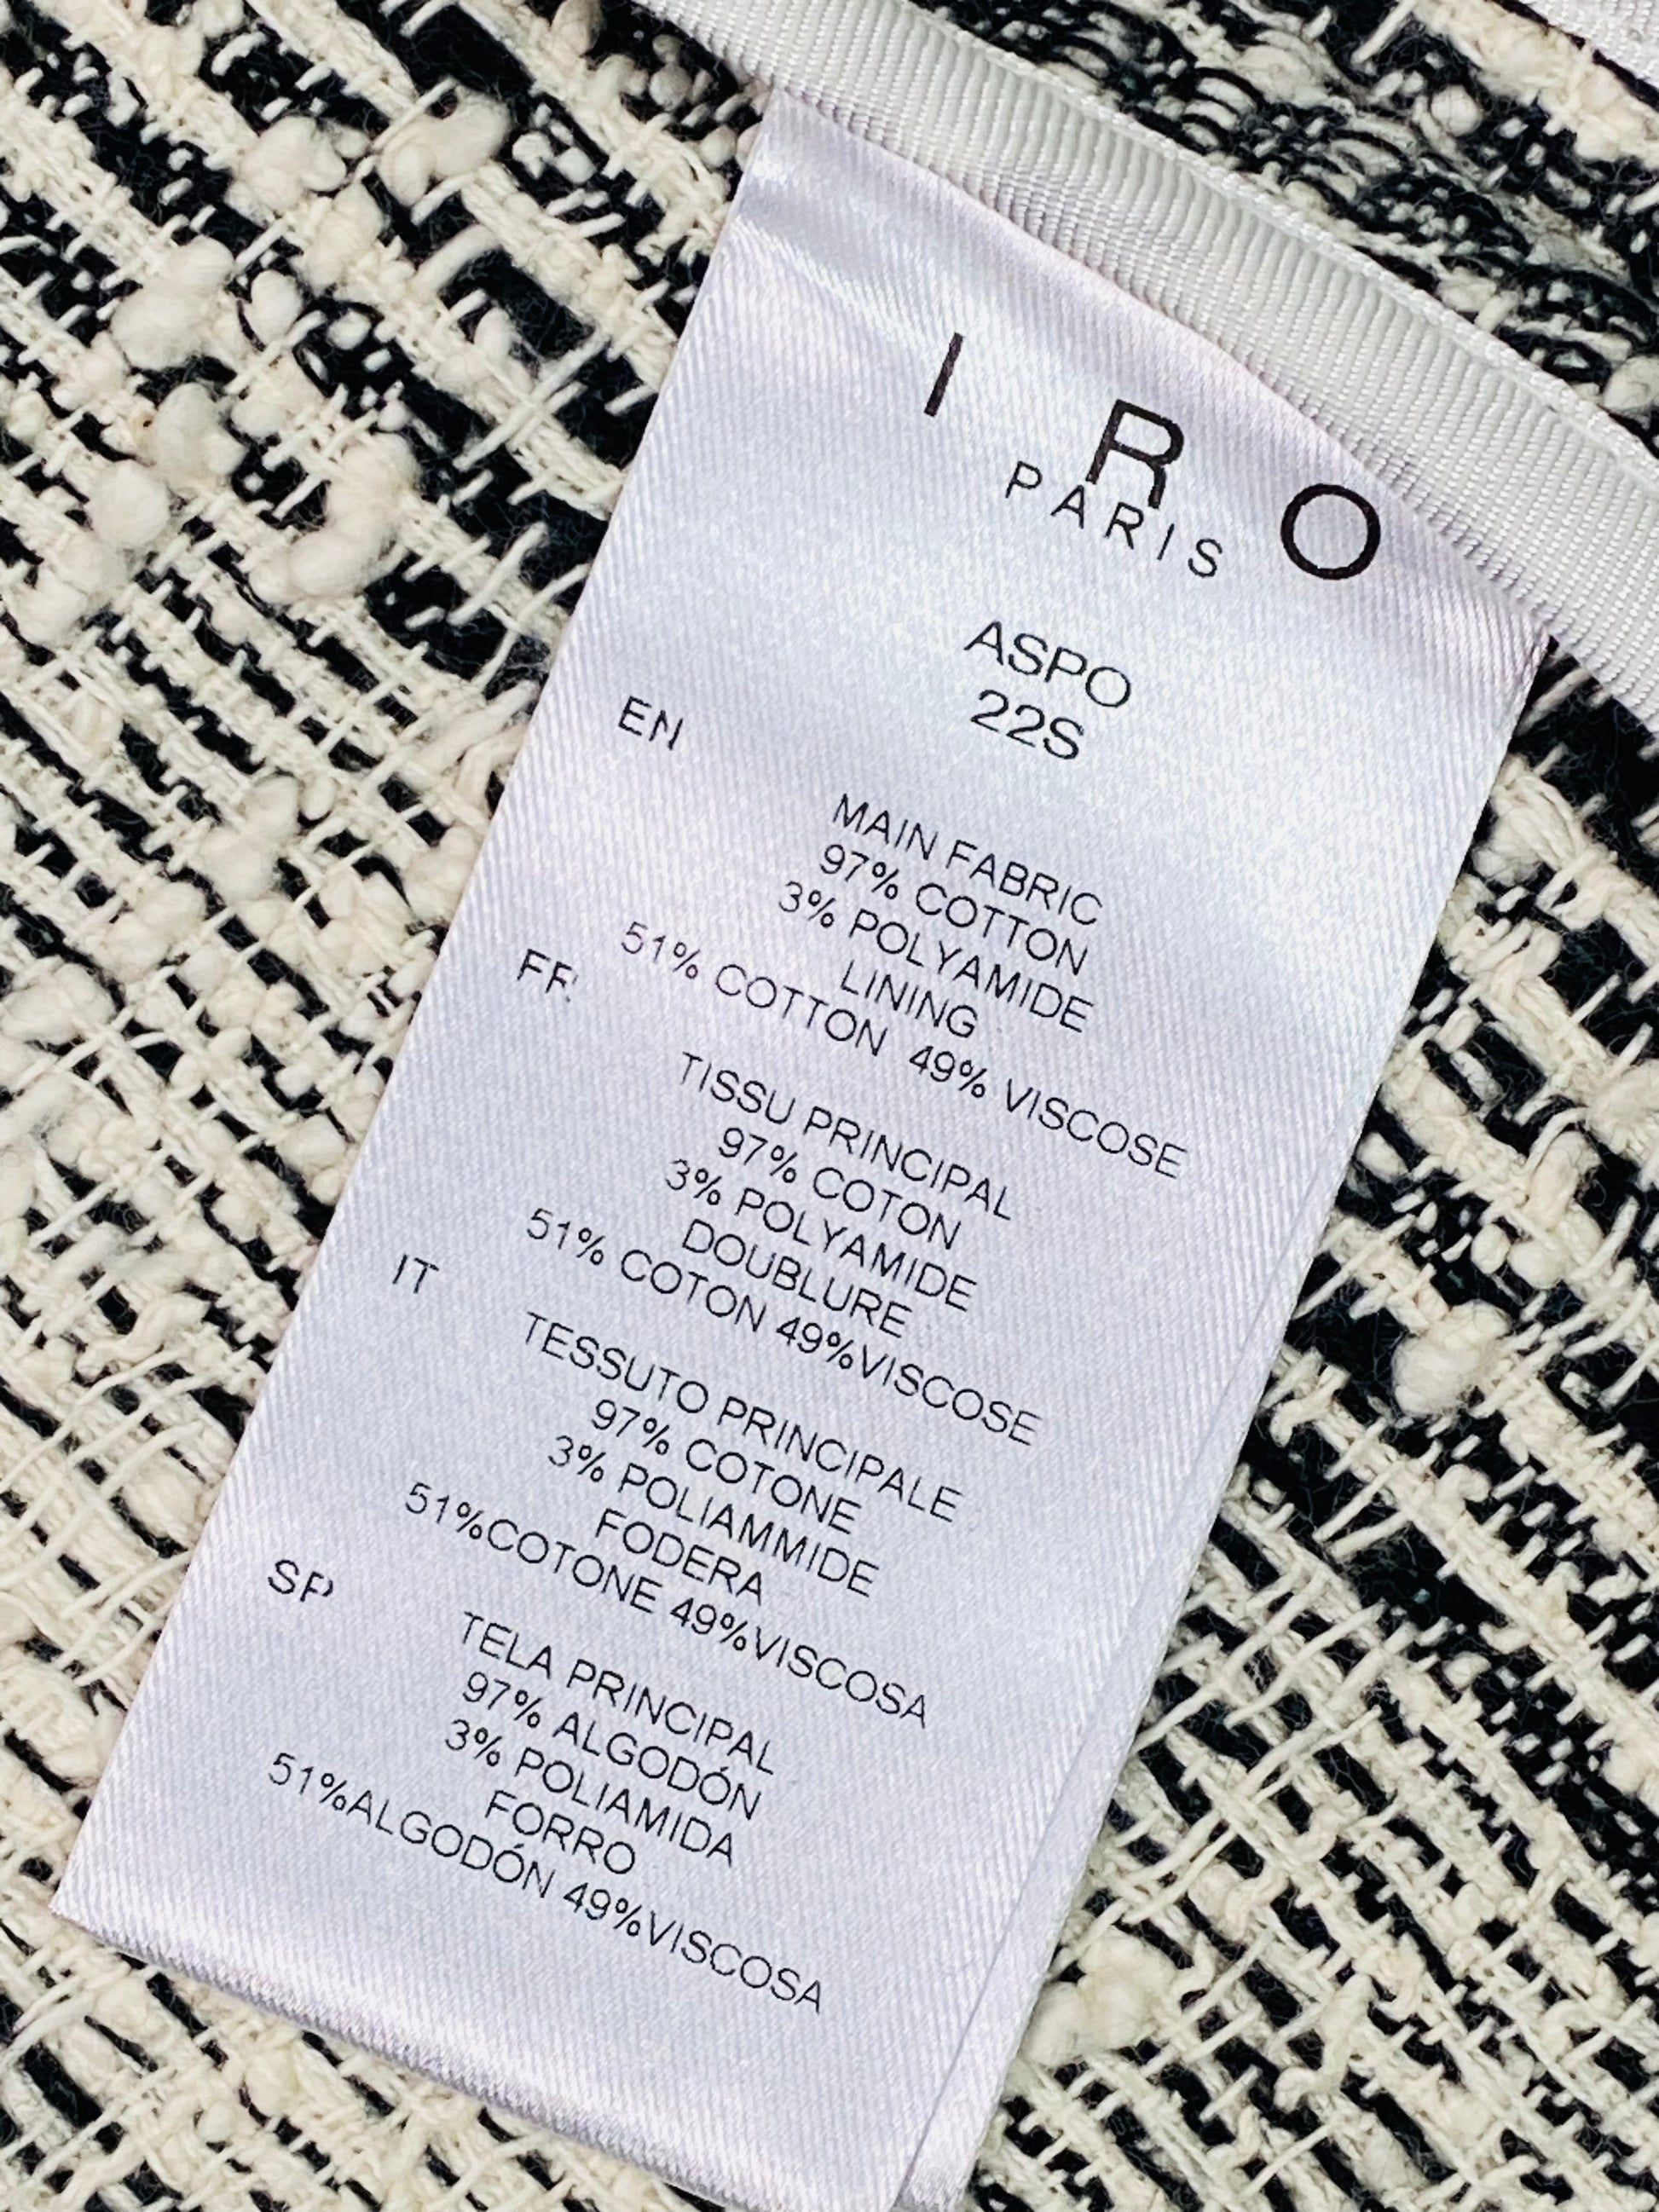 I R O
PARIS
ASPO
22S
EN
MAIN FABRIC
97% COTTON
3% POLYAMIDE
LINING
51% COTTON 49% VISCOSE
FR
TISSU PRINCIPAL
97% COTON
3% POLYAMIDE
DOUBLURE
51% COTON 49%VISCOSE
IT
TESSUTO PRINCIPALE
97% COTONE
3% POLIAMMIDE
FODERA
51%COTONE 49%VISCOSA
SP
TELA PRINCIPAL
97% ALGODÓN
3% POLIAMIDA
FORRO
51%ALGODÓN 49%VISCOSA